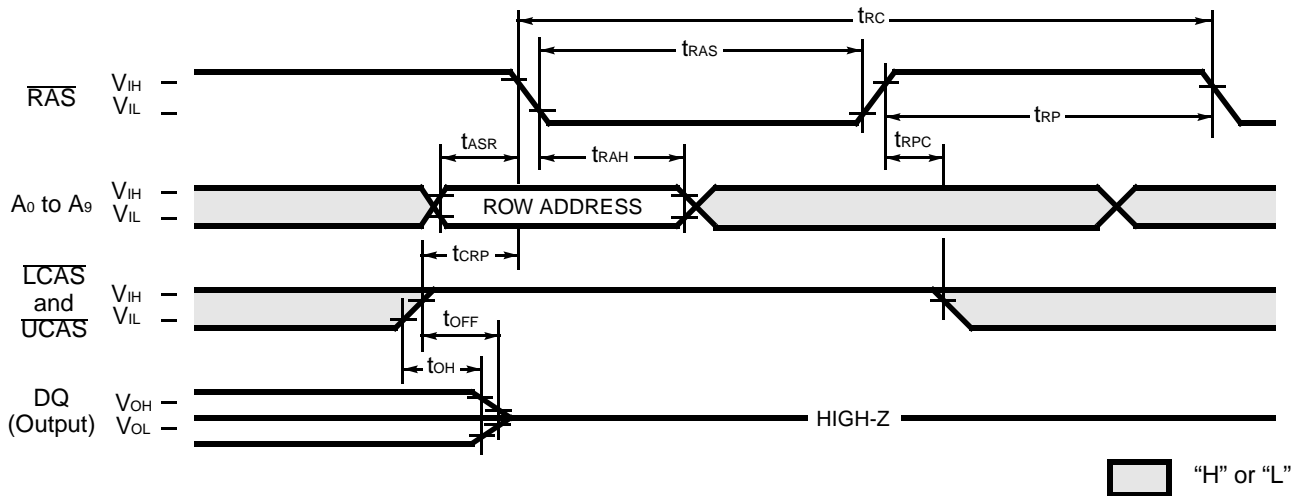 tRC
tRAS
RAS
VIH
VIL
tRP
tASR
tRAH
tRPC
A0 to A9
VIH
VIL
ROW ADDRESS
tCRP
LCAS
and
UCAS
VIH
VIL
tOFF
tOH
DQ
(Output)
VOH
VOL
HIGH-Z
“H” or “L”